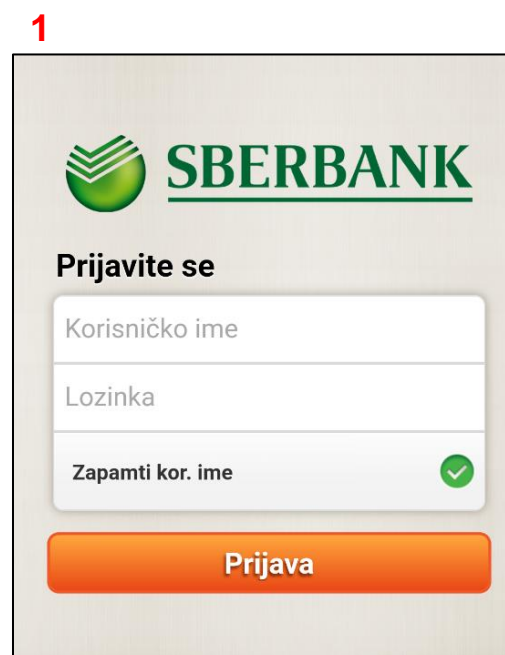 1
SBERBANK
Prijavite se
Korisničko ime
Lozinka
Zapamti kor. ime
Prijava